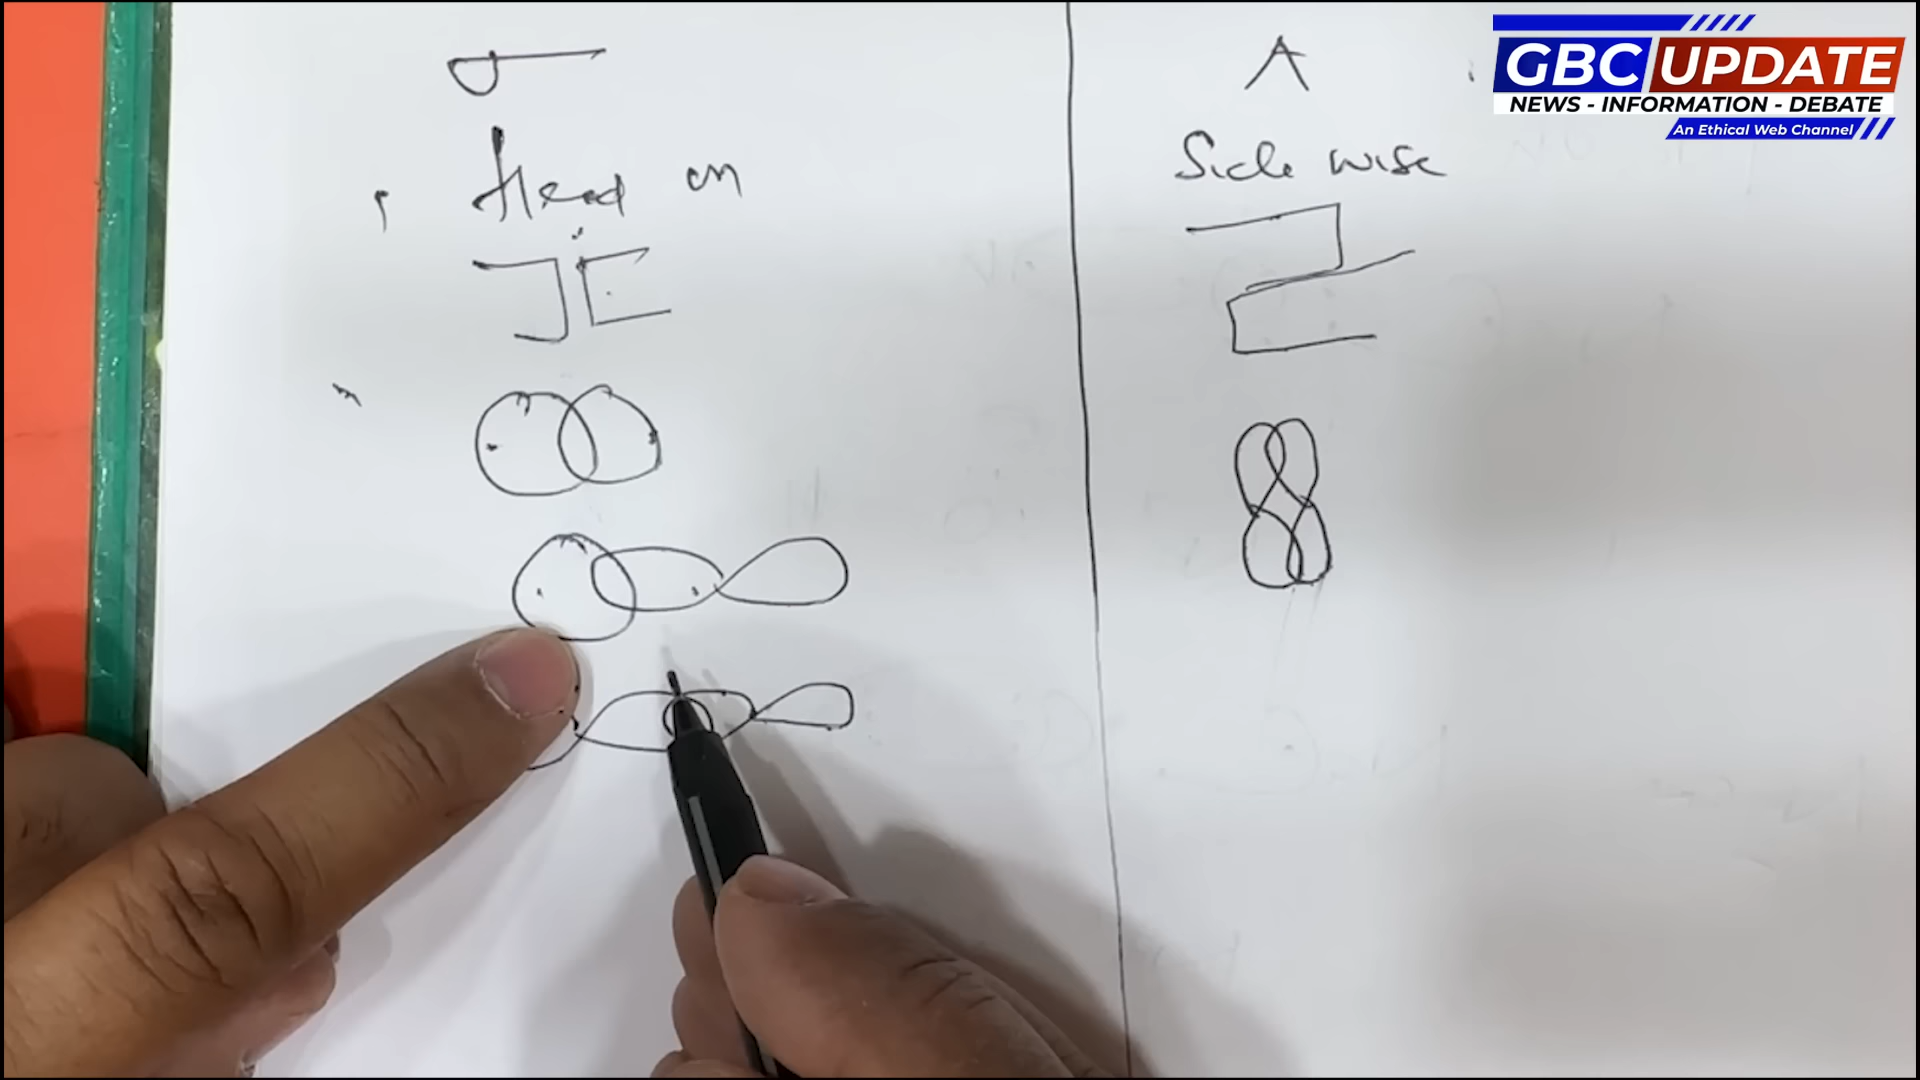 GBC UPDATE
NEWS - INFORMATION - DEBATE
An Ethical Web Channel
Head on
Side wise